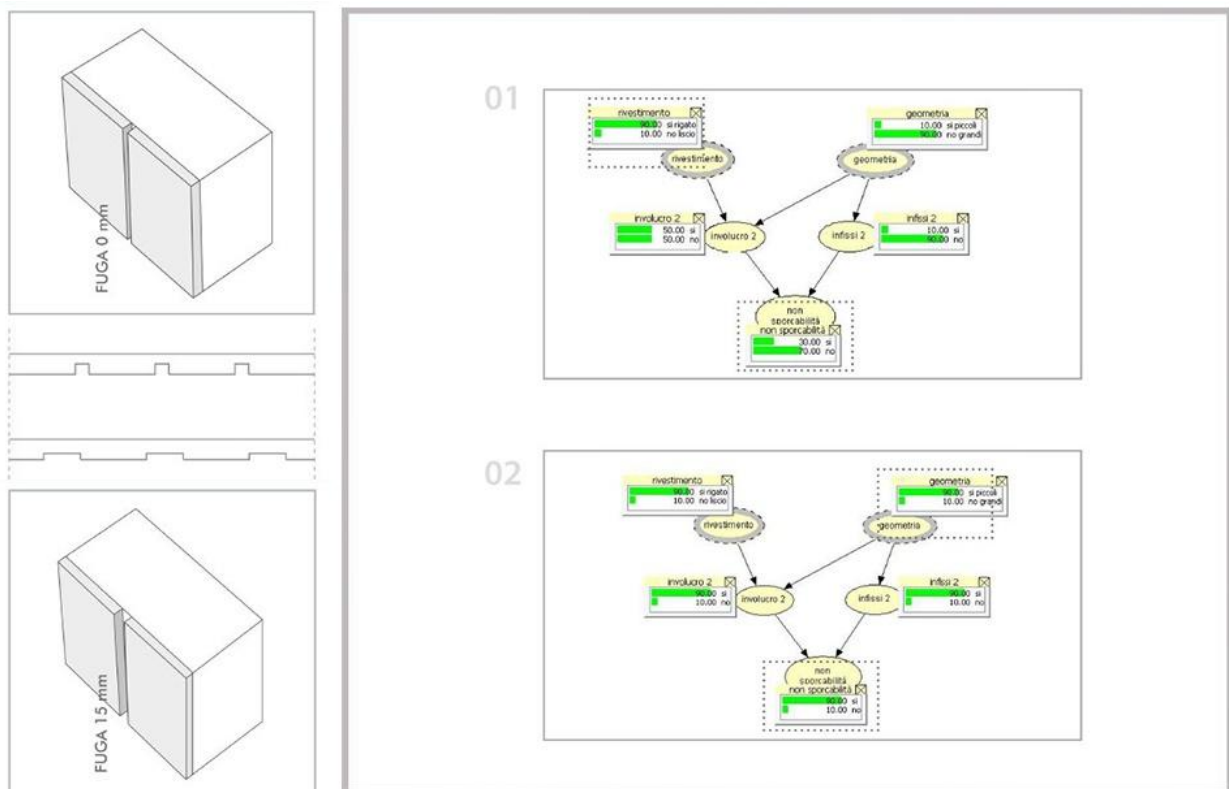 FUGA 0 mm
FUGA 15 mm
01
rivestimento
90.00 si rigato
10.00 no liscio
rivestimento
geometria
10.00 si piccoli
90.00 no grandi
geometria
involucro 2
50.00 si
50.00 no
involucro 2
infissi 2
10.00 si
90.00 no
infissi 2
non
sporcabilità
non sporcabilità
30.00 si
70.00 no
02
rivestimento
90.00 si rigato
10.00 no liscio
rivestimento
geometria
90.00 si piccoli
10.00 no grandi
geometria
involucro 2
90.00 si
10.00 no
involucro 2
infissi 2
90.00 si
10.00 no
infissi 2
non
sporcabilità
non sporcabilità
90.00 si
10.00 no